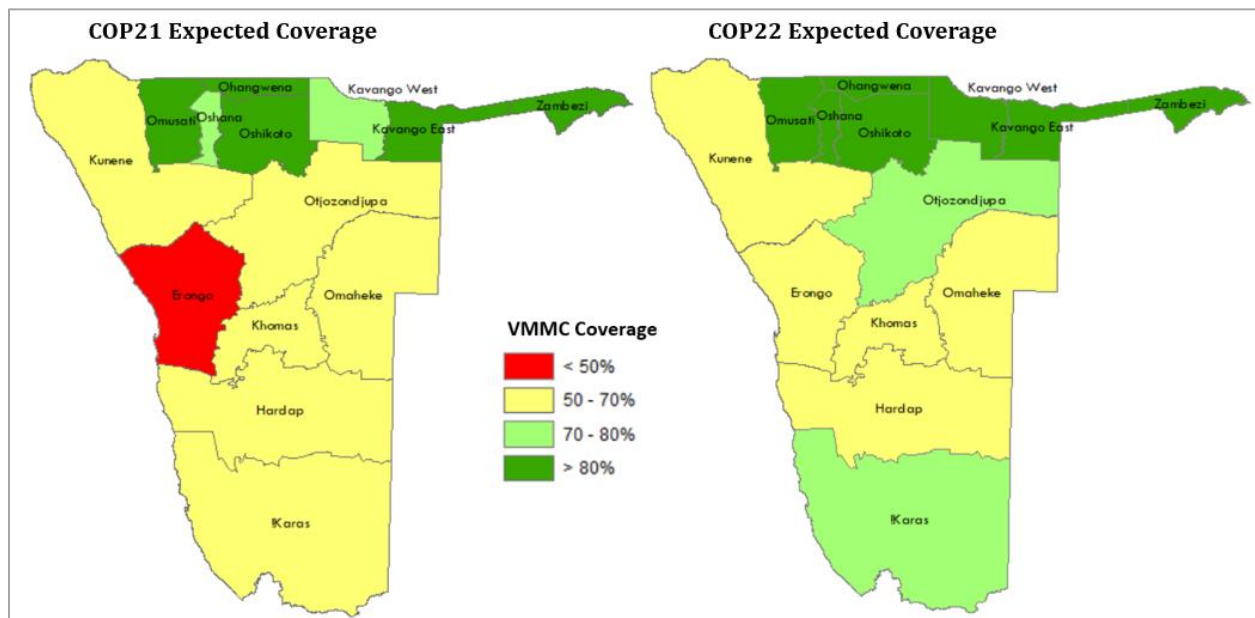 COP21 Expected Coverage
Ohangwena
Kavango West
Zambezi
Omusati
Oshana
Oshikoto
Kavango East
Kunene
Otjozondjupa
Erongo
Omaheke
Khomas
Hardap
!Karas
VMMC Coverage
< 50%
50 - 70%
70 - 80%
> 80%
COP22 Expected Coverage
Ohangwena
Kavango West
Zambezi
Omusati
Oshana
Oshikoto
Kavango East
Kunene
Otjozondjupa
Erongo
Omaheke
Khomas
Hardap
!Karas